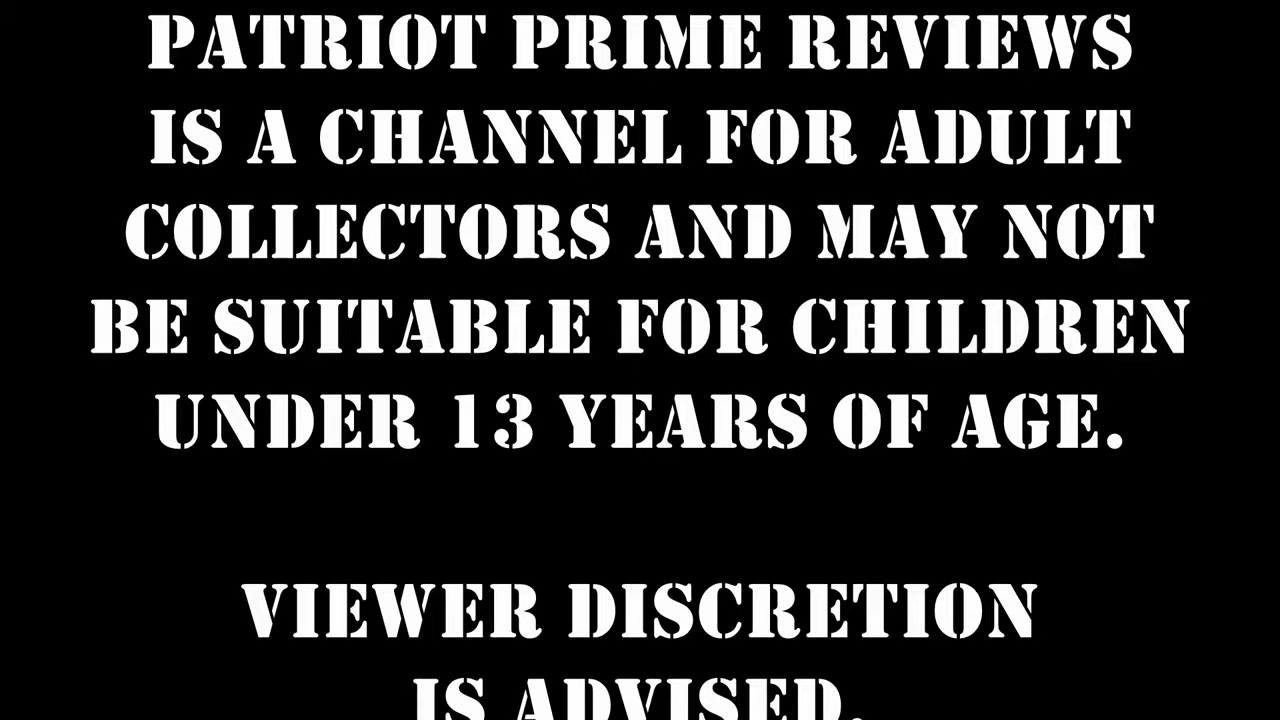 PATRIOT PRIME REVIEWS
IS A CHANNEL FOR ADULT
COLLECTORS AND MAY NOT
BE SUITABLE FOR CHILDREN
UNDER 13 YEARS OF AGE.
VIEWER DISCRETION
IS ADVISED.